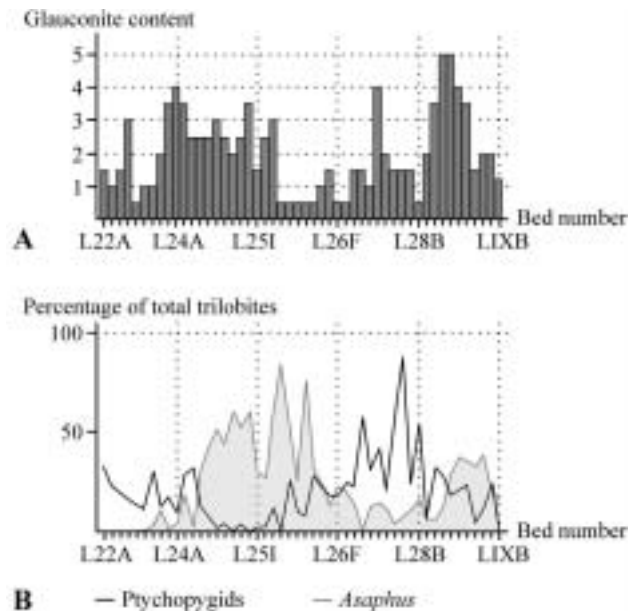 Glauconite content
5
4
3
2
1
Bed number
A
L22A L24A L25I L26F L28B LIXB
Percentage of total trilobites
100
50
Bed number
L22A L24A L25I L26F L28B LIXB
B — Ptychopygids — Asaphus